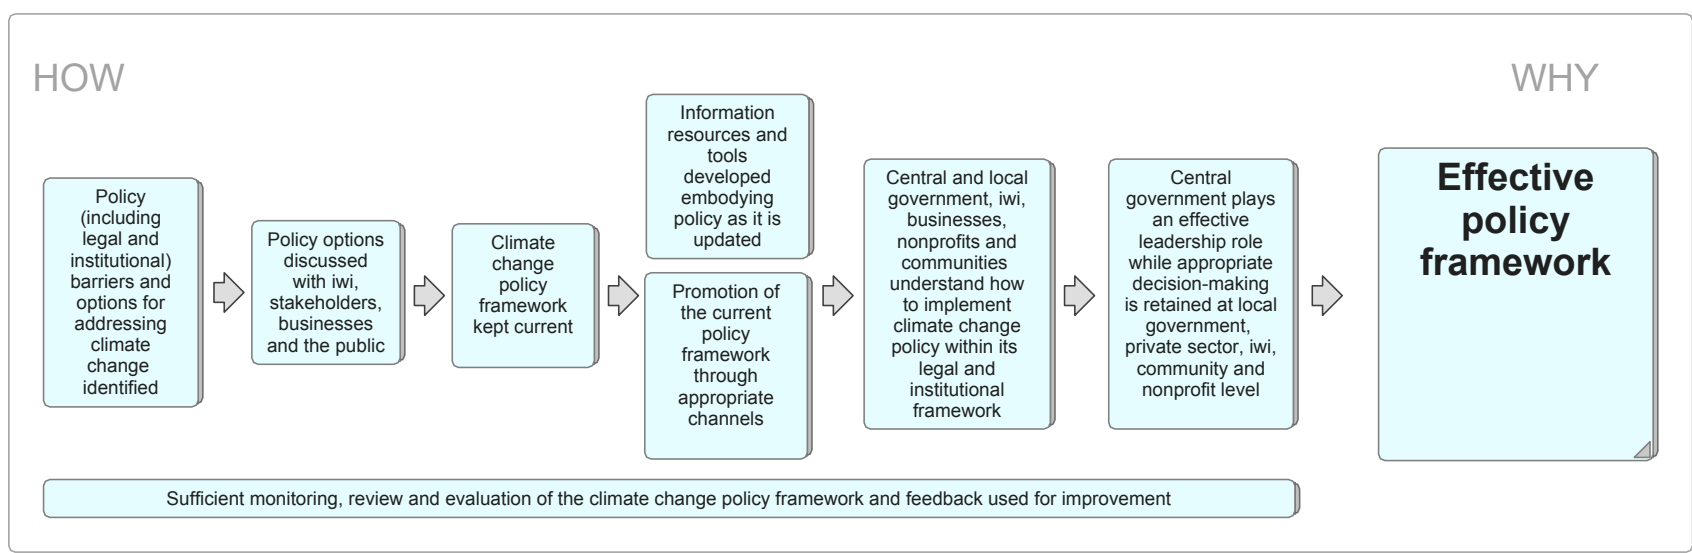 HOW
WHY
Policy
(including
legal and
institutional)
barriers and
options for
addressing
climate
change
identified
Policy options
discussed
with iwi,
stakeholders,
businesses
and the public
Climate
change
policy
framework
kept current
Information
resources and
tools
developed
embodying
policy as it is
updated
Promotion of
the current
policy
framework
through
appropriate
channels
Central and local
government, iwi,
businesses,
nonprofits and
communities
understand how
to implement
climate change
policy within its
legal and
institutional
framework
Central
government plays
an effective
leadership role
while appropriate
decision-making
is retained at local
government,
private sector, iwi,
community and
nonprofit level
Effective
policy
framework
Sufficient monitoring, review and evaluation of the climate change policy framework and feedback used for improvement